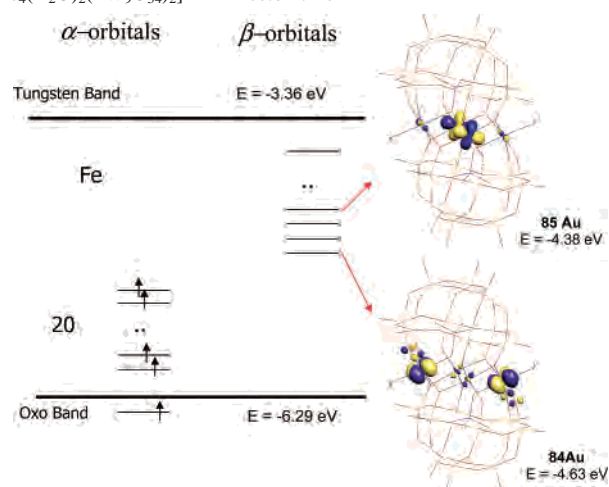 α-orbitals β-orbitals
Tungsten Band E = -3.36 eV
Fe
85 Au
E = -4.38 eV
20
Oxo Band E = -6.29 eV
84Au
E = -4.63 eV